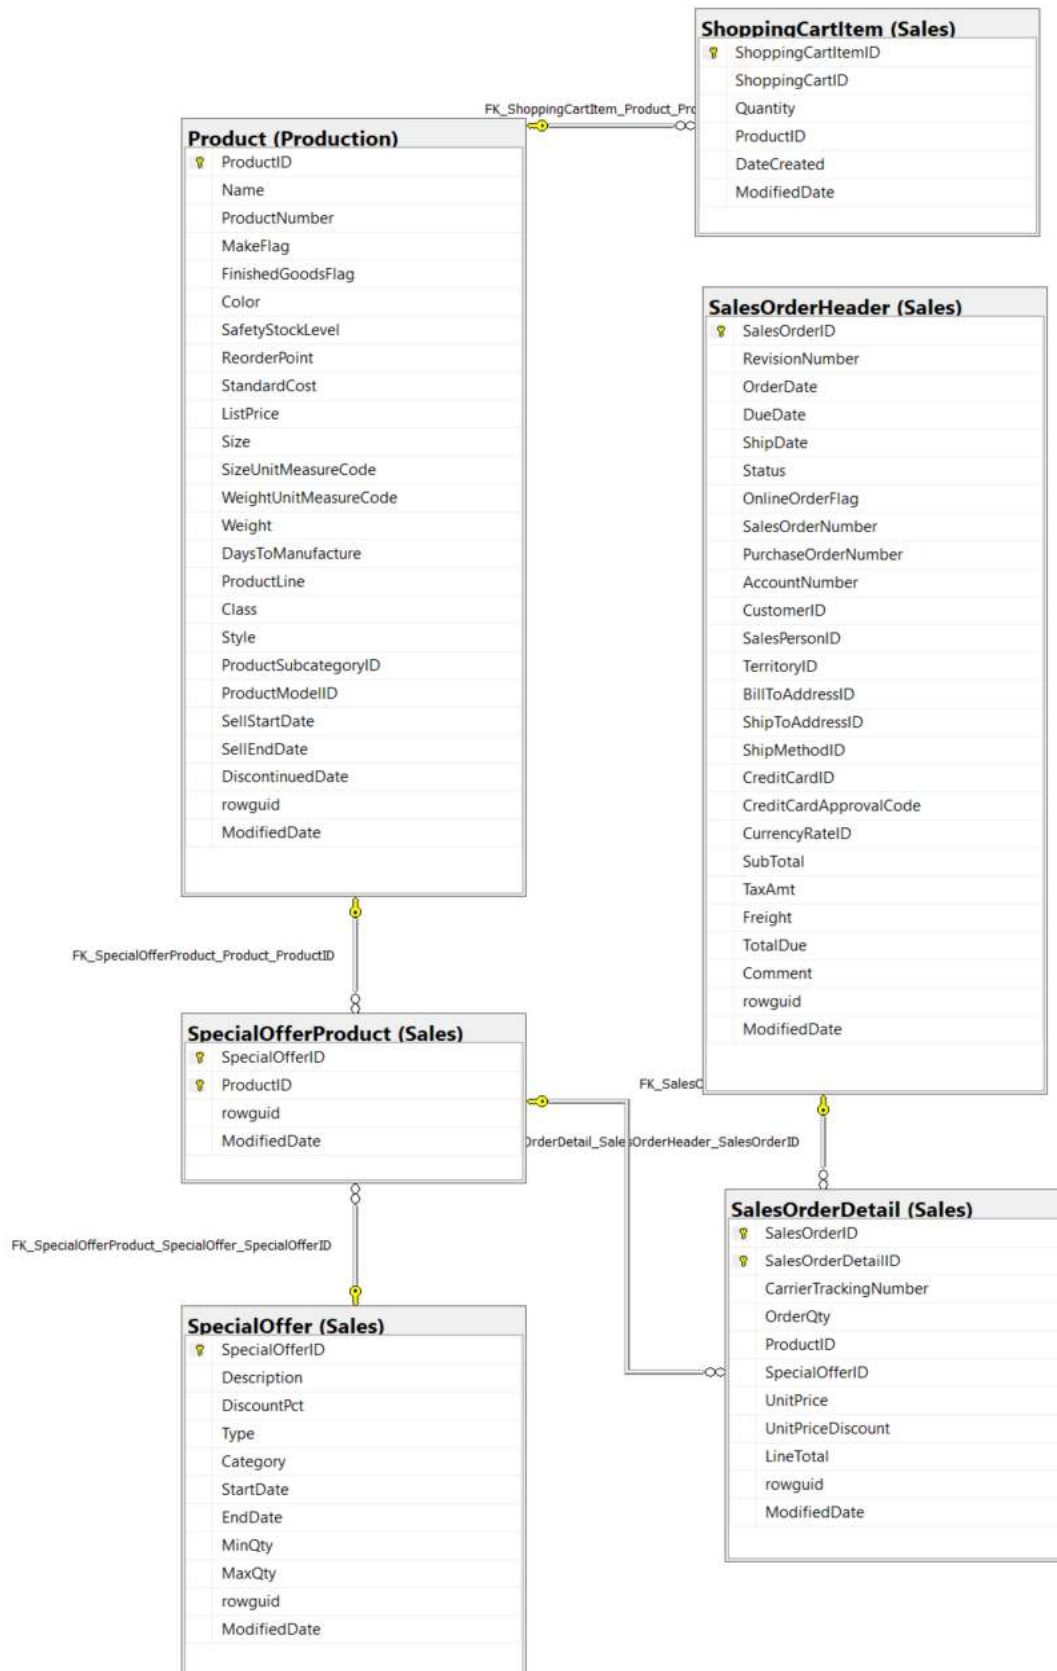 ShoppingCartItem (Sales)
ShoppingCartItemID
ShoppingCartID
Quantity
ProductID
DateCreated
ModifiedDate
FK_ShoppingCartItem_Product_Pro
Product (Production)
ProductID
Name
ProductNumber
MakeFlag
FinishedGoodsFlag
Color
SafetyStockLevel
ReorderPoint
StandardCost
ListPrice
Size
SizeUnitMeasureCode
WeightUnitMeasureCode
Weight
DaysToManufacture
ProductLine
Class
Style
ProductSubcategoryID
ProductModelID
SellStartDate
SellEndDate
DiscontinuedDate
rowguid
ModifiedDate
SalesOrderHeader (Sales)
SalesOrderID
RevisionNumber
OrderDate
DueDate
ShipDate
Status
OnlineOrderFlag
SalesOrderNumber
PurchaseOrderNumber
AccountNumber
CustomerID
SalesPersonID
TerritoryID
BillToAddressID
ShipToAddressID
ShipMethodID
CreditCardID
CreditCardApprovalCode
CurrencyRateID
SubTotal
TaxAmt
Freight
TotalDue
Comment
rowguid
ModifiedDate
FK_SpecialOfferProduct_Product_ProductID
SpecialOfferProduct (Sales)
SpecialOfferID
ProductID
rowguid
ModifiedDate
FK_SalesO
OrderDetail_SalesOrderHeader_SalesOrderID
FK_SpecialOfferProduct_SpecialOffer_SpecialOfferID
SpecialOffer (Sales)
SpecialOfferID
Description
DiscountPct
Type
Category
StartDate
EndDate
MinQty
MaxQty
rowguid
ModifiedDate
SalesOrderDetail (Sales)
SalesOrderID
SalesOrderDetailID
CarrierTrackingNumber
OrderQty
ProductID
SpecialOfferID
UnitPrice
UnitPriceDiscount
LineTotal
rowguid
ModifiedDate